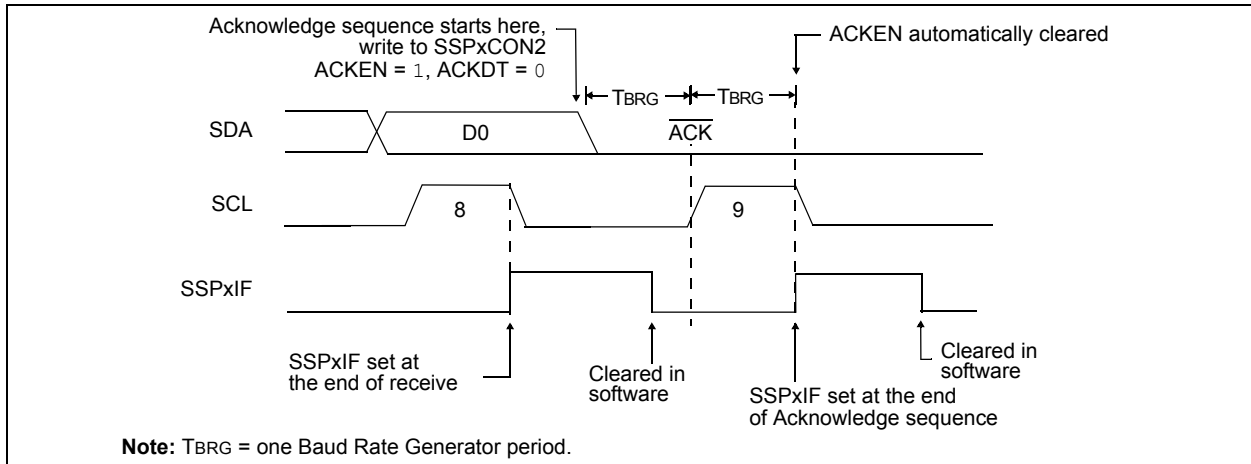 Acknowledge sequence starts here,
write to SSPxCON2
ACKEN = 1, ACKDT = 0
ACKEN automatically cleared
TBRG
TBRG
SDA
D0
ACK
SCL
8
9
SSPxIF
SSPxIF set at
the end of receive
Cleared in
software
SSPxIF set at the end
of Acknowledge sequence
Cleared in
software
Note: TBRG = one Baud Rate Generator period.